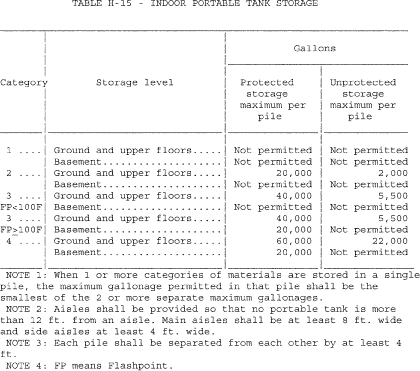 TABLE H-15 - INDOOR PORTABLE TANK STORAGE
Gallons
Category Storage level Protected storage maximum per pile Unprotected storage maximum per pile
1 .... Ground and upper floors..... Not permitted Not permitted
Basement.................... Not permitted Not permitted
2 .... Ground and upper floors..... 20,000 2,000
Basement.................... Not permitted Not permitted
3 .... Ground and upper floors..... 40,000 5,500
FP<100F Basement.................... Not permitted Not permitted
3 .... Ground and upper floors..... 40,000 5,500
FP≥100F Basement.................... 20,000 Not permitted
4 .... Ground and upper floors..... 60,000 22,000
Basement.................... 20,000 Not permitted
NOTE 1: When 1 or more categories of materials are stored in a single
pile, the maximum gallonage permitted in that pile shall be the
smallest of the 2 or more separate maximum gallonages.
NOTE 2: Aisles shall be provided so that no portable tank is more
than 12 ft. from an aisle. Main aisles shall be at least 8 ft. wide
and side aisles at least 4 ft. wide.
NOTE 3: Each pile shall be separated from each other by at least 4
ft.
NOTE 4: FP means Flashpoint.